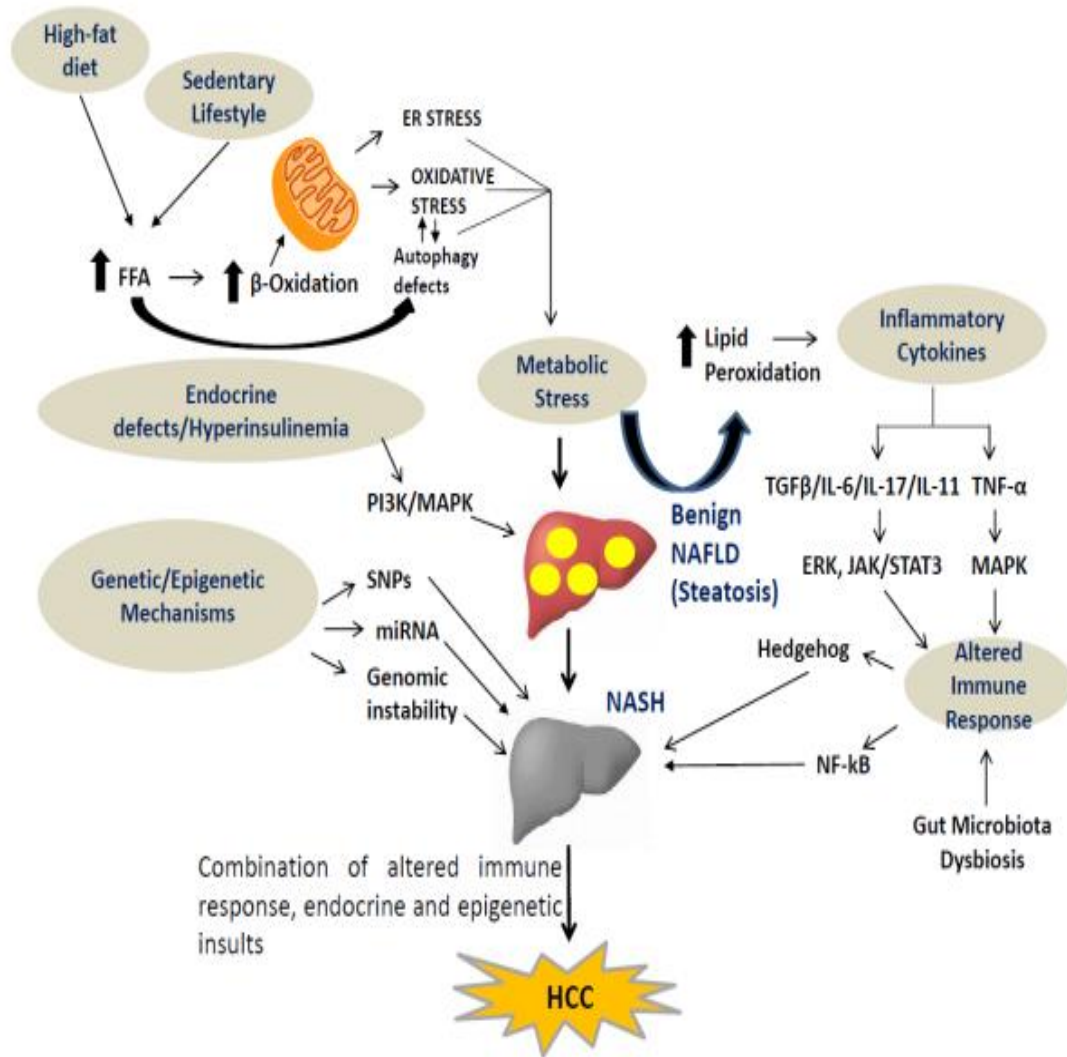 High-fat
diet
Sedentary
Lifestyle
ER STRESS
OXIDATIVE
STRESS
Autophagy
defects
FFA
β-Oxidation
Endocrine
defects/Hyperinsulinemia
Metabolic
Stress
Lipid
Peroxidation
Inflammatory
Cytokines
PI3K/MAPK
Benign
NAFLD
(Steatosis)
TGFβ/IL-6/IL-17/IL-11 TNF-α
ERK, JAK/STAT3 MAPK
Genetic/Epigenetic
Mechanisms
SNPs
miRNA
Genomic
instability
Hedgehog
Altered
Immune
Response
NASH
NF-kB
Gut Microbiota
Dysbiosis
Combination of altered immune
response, endocrine and epigenetic
insults
HCC